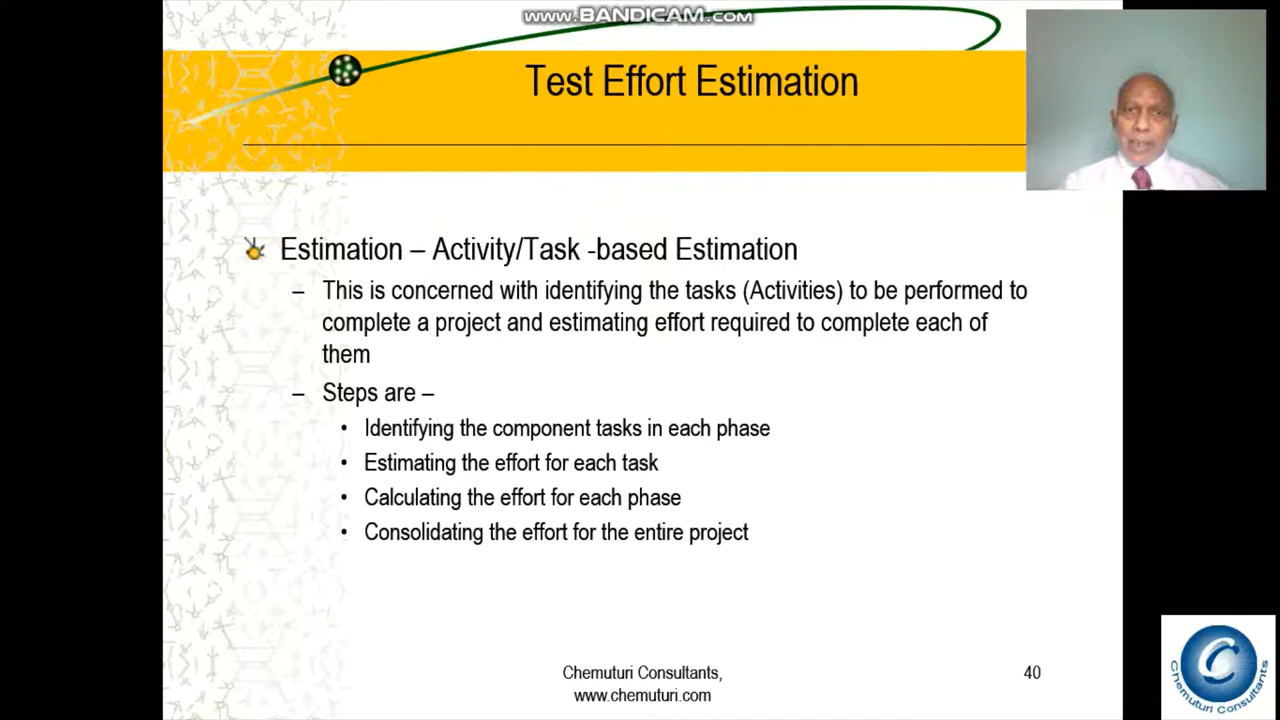 www.BANDICAM.com
Test Effort Estimation
Estimation – Activity/Task -based Estimation
– This is concerned with identifying the tasks (Activities) to be performed to
complete a project and estimating effort required to complete each of
them
– Steps are –
• Identifying the component tasks in each phase
• Estimating the effort for each task
• Calculating the effort for each phase
• Consolidating the effort for the entire project
Chemuturi Consultants,
www.chemuturi.com
40
C
Chemuturi Consultants